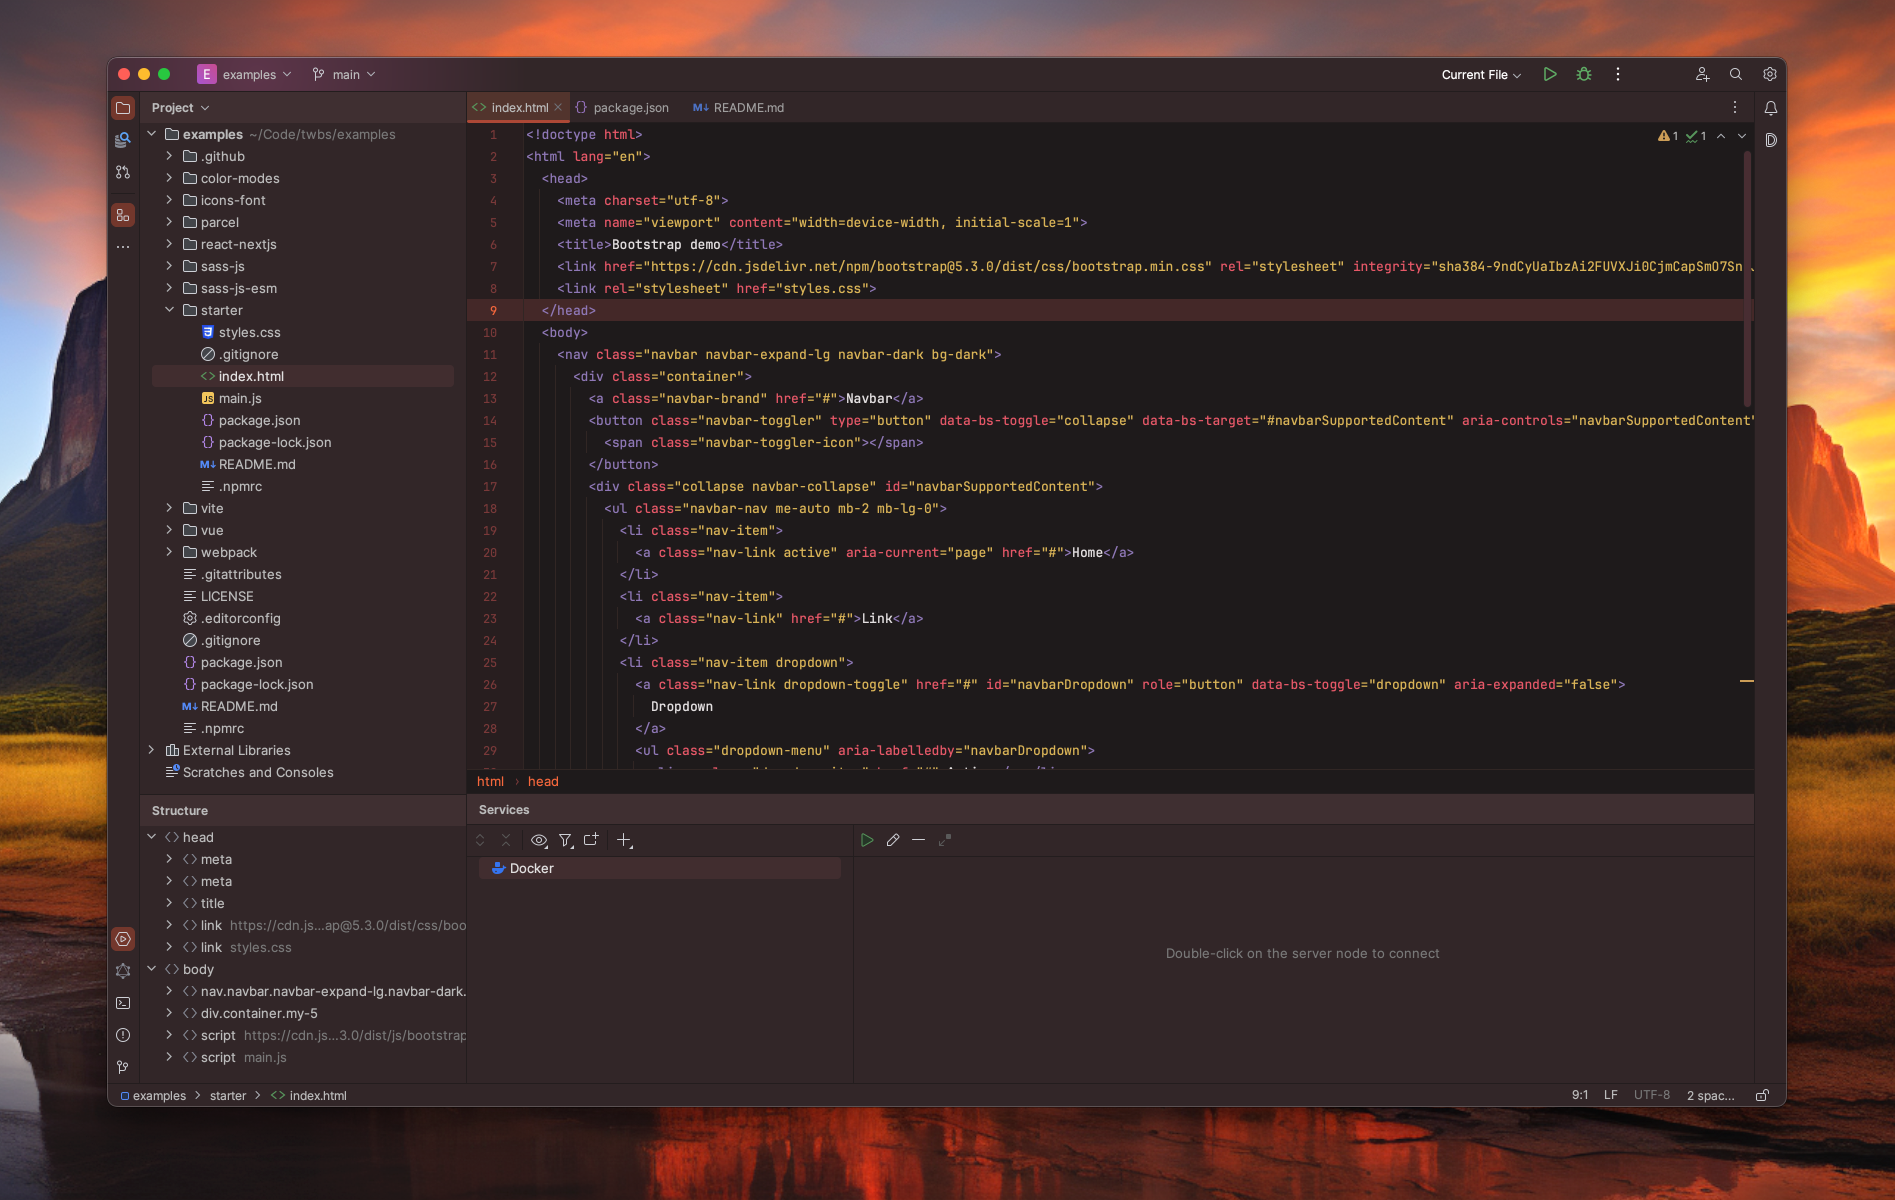 E examples main Current File
Project
examples ~/Code/twbs/examples
.github
color-modes
icons-font
parcel
react-nextjs
sass-js
sass-js-esm
starter
styles.css
.gitignore
index.html
JS main.js
package.json
package-lock.json
M↓ README.md
.npmrc
vite
vue
webpack
.gitattributes
LICENSE
.editorconfig
.gitignore
package.json
package-lock.json
M↓ README.md
.npmrc
External Libraries
Scratches and Consoles
index.html package.json M↓ README.md
1 1
1 <!doctype html>
2 <html lang="en">
3 <head>
4 <meta charset="utf-8">
5 <meta name="viewport" content="width=device-width, initial-scale=1">
6 <title>Bootstrap demo</title>
7 <link href="https://cdn.jsdelivr.net/npm/bootstrap@5.3.0/dist/css/bootstrap.min.css" rel="stylesheet" integrity="sha384-9ndCyUaIbzAi2FUVXJi0CjmCapSmO7Sn
8 <link rel="stylesheet" href="styles.css">
9 </head>
10 <body>
11 <nav class="navbar navbar-expand-lg navbar-dark bg-dark">
12 <div class="container">
13 <a class="navbar-brand" href="#">Navbar</a>
14 <button class="navbar-toggler" type="button" data-bs-toggle="collapse" data-bs-target="#navbarSupportedContent" aria-controls="navbarSupportedContent"
15 <span class="navbar-toggler-icon"></span>
16 </button>
17 <div class="collapse navbar-collapse" id="navbarSupportedContent">
18 <ul class="navbar-nav me-auto mb-2 mb-lg-0">
19 <li class="nav-item">
20 <a class="nav-link active" aria-current="page" href="#">Home</a>
21 </li>
22 <li class="nav-item">
23 <a class="nav-link" href="#">Link</a>
24 </li>
25 <li class="nav-item dropdown">
26 <a class="nav-link dropdown-toggle" href="#" id="navbarDropdown" role="button" data-bs-toggle="dropdown" aria-expanded="false">
27 Dropdown
28 </a>
29 <ul class="dropdown-menu" aria-labelledby="navbarDropdown">
html › head
Structure
head
meta
meta
title
link https://cdn.js...ap@5.3.0/dist/css/boo
link styles.css
body
nav.navbar.navbar-expand-lg.navbar-dark.
div.container.my-5
script https://cdn.js...3.0/dist/js/bootstrap
script main.js
Services
Docker
Double-click on the server node to connect
examples > starter > index.html
9:1 LF UTF-8 2 spac...